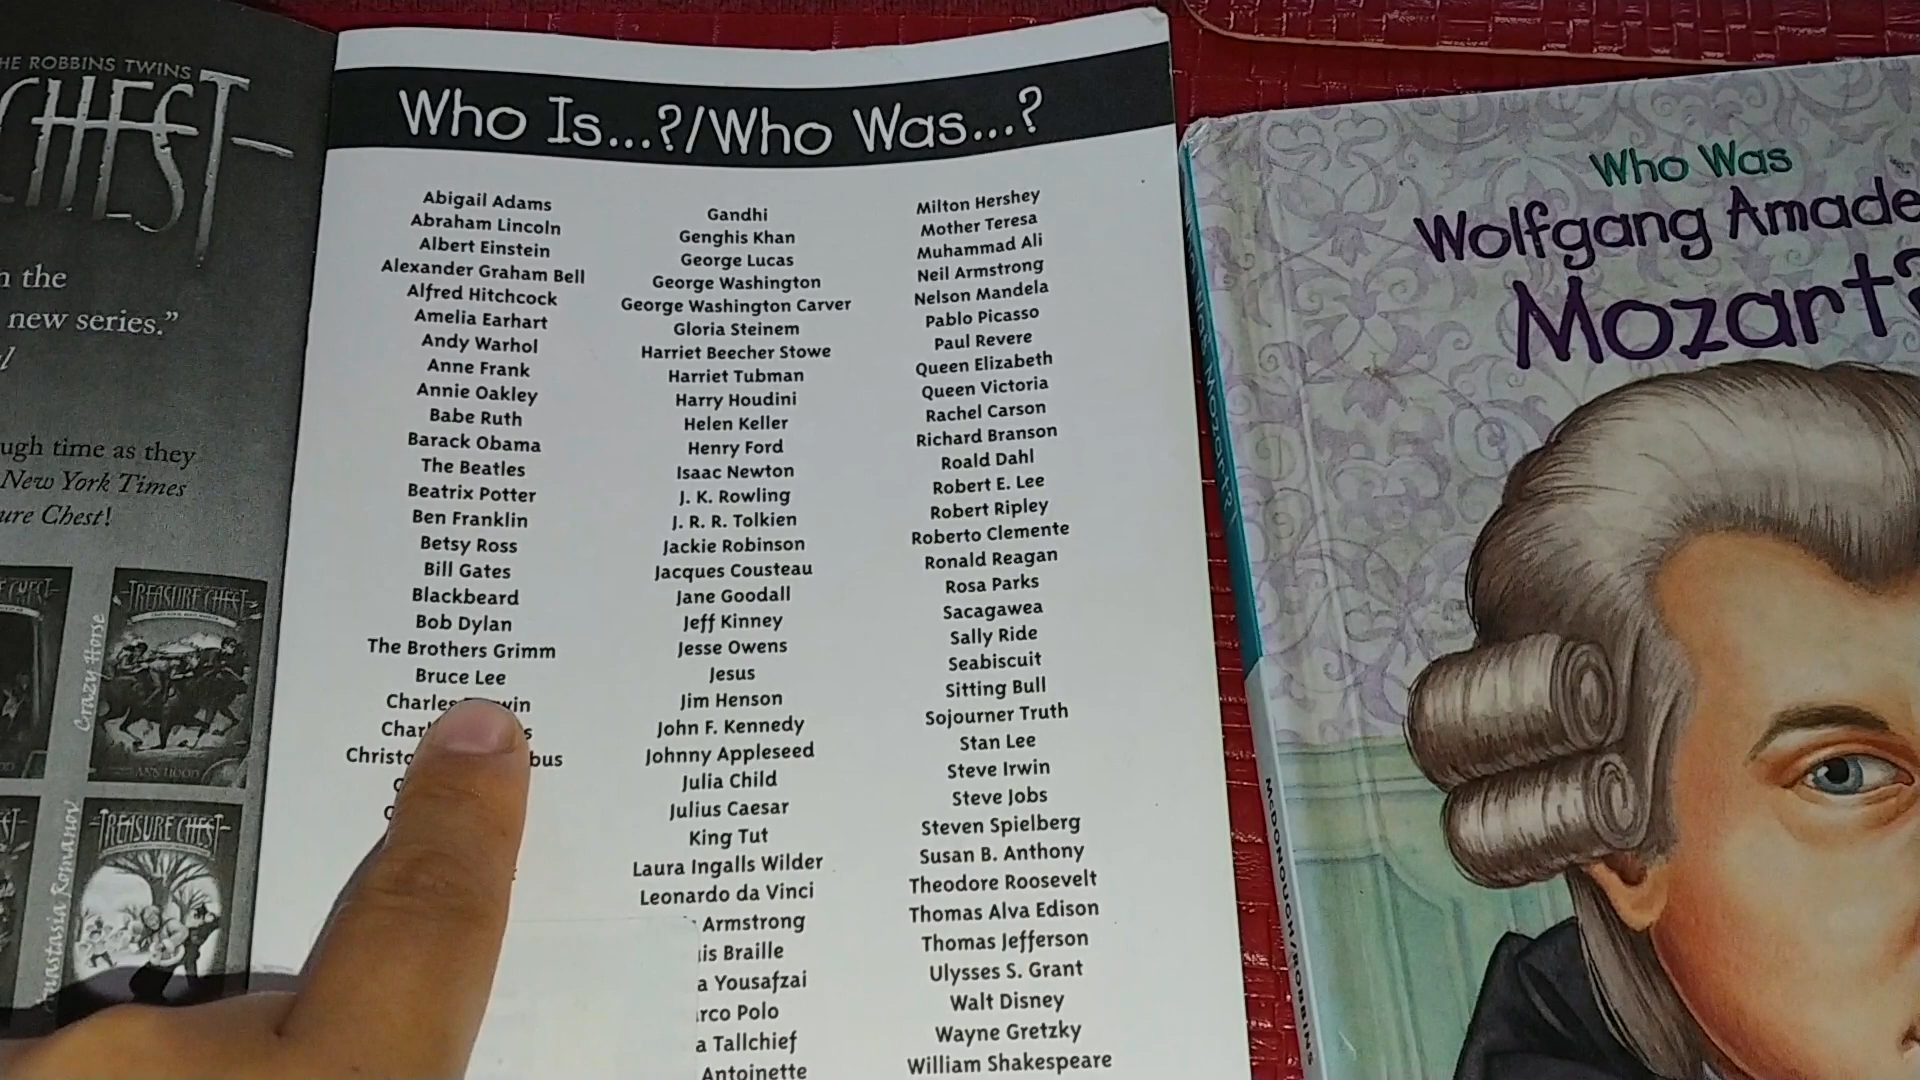 HE ROBBINS TWINS
CHEST
n the
new series.”
l
ugh time as they
New York Times
ure Chest!
TREASURE CHEST
Crazy Horse
ANN HOOD
TREASURE CHEST
Anastasia Romanov
Who Is...?/Who Was...?
Abigail Adams
Abraham Lincoln
Albert Einstein
Alexander Graham Bell
Alfred Hitchcock
Amelia Earhart
Andy Warhol
Anne Frank
Annie Oakley
Babe Ruth
Barack Obama
The Beatles
Beatrix Potter
Ben Franklin
Betsy Ross
Bill Gates
Blackbeard
Bob Dylan
The Brothers Grimm
Bruce Lee
Charles win
Char s
Christo bus
Gandhi
Genghis Khan
George Lucas
George Washington
George Washington Carver
Gloria Steinem
Harriet Beecher Stowe
Harriet Tubman
Harry Houdini
Helen Keller
Henry Ford
Isaac Newton
J. K. Rowling
J. R. R. Tolkien
Jackie Robinson
Jacques Cousteau
Jane Goodall
Jeff Kinney
Jesse Owens
Jesus
Jim Henson
John F. Kennedy
Johnny Appleseed
Julia Child
Julius Caesar
King Tut
Laura Ingalls Wilder
Leonardo da Vinci
Armstrong
is Braille
a Yousafzai
rco Polo
a Tallchief
Antoinette
Milton Hershey
Mother Teresa
Muhammad Ali
Neil Armstrong
Nelson Mandela
Pablo Picasso
Paul Revere
Queen Elizabeth
Queen Victoria
Rachel Carson
Richard Branson
Roald Dahl
Robert E. Lee
Robert Ripley
Roberto Clemente
Ronald Reagan
Rosa Parks
Sacagawea
Sally Ride
Seabiscuit
Sitting Bull
Sojourner Truth
Stan Lee
Steve Irwin
Steve Jobs
Steven Spielberg
Susan B. Anthony
Theodore Roosevelt
Thomas Alva Edison
Thomas Jefferson
Ulysses S. Grant
Walt Disney
Wayne Gretzky
William Shakespeare
Who Was
Wolfgang Amade
Mozart?
McDONOUGH/ROBBINS